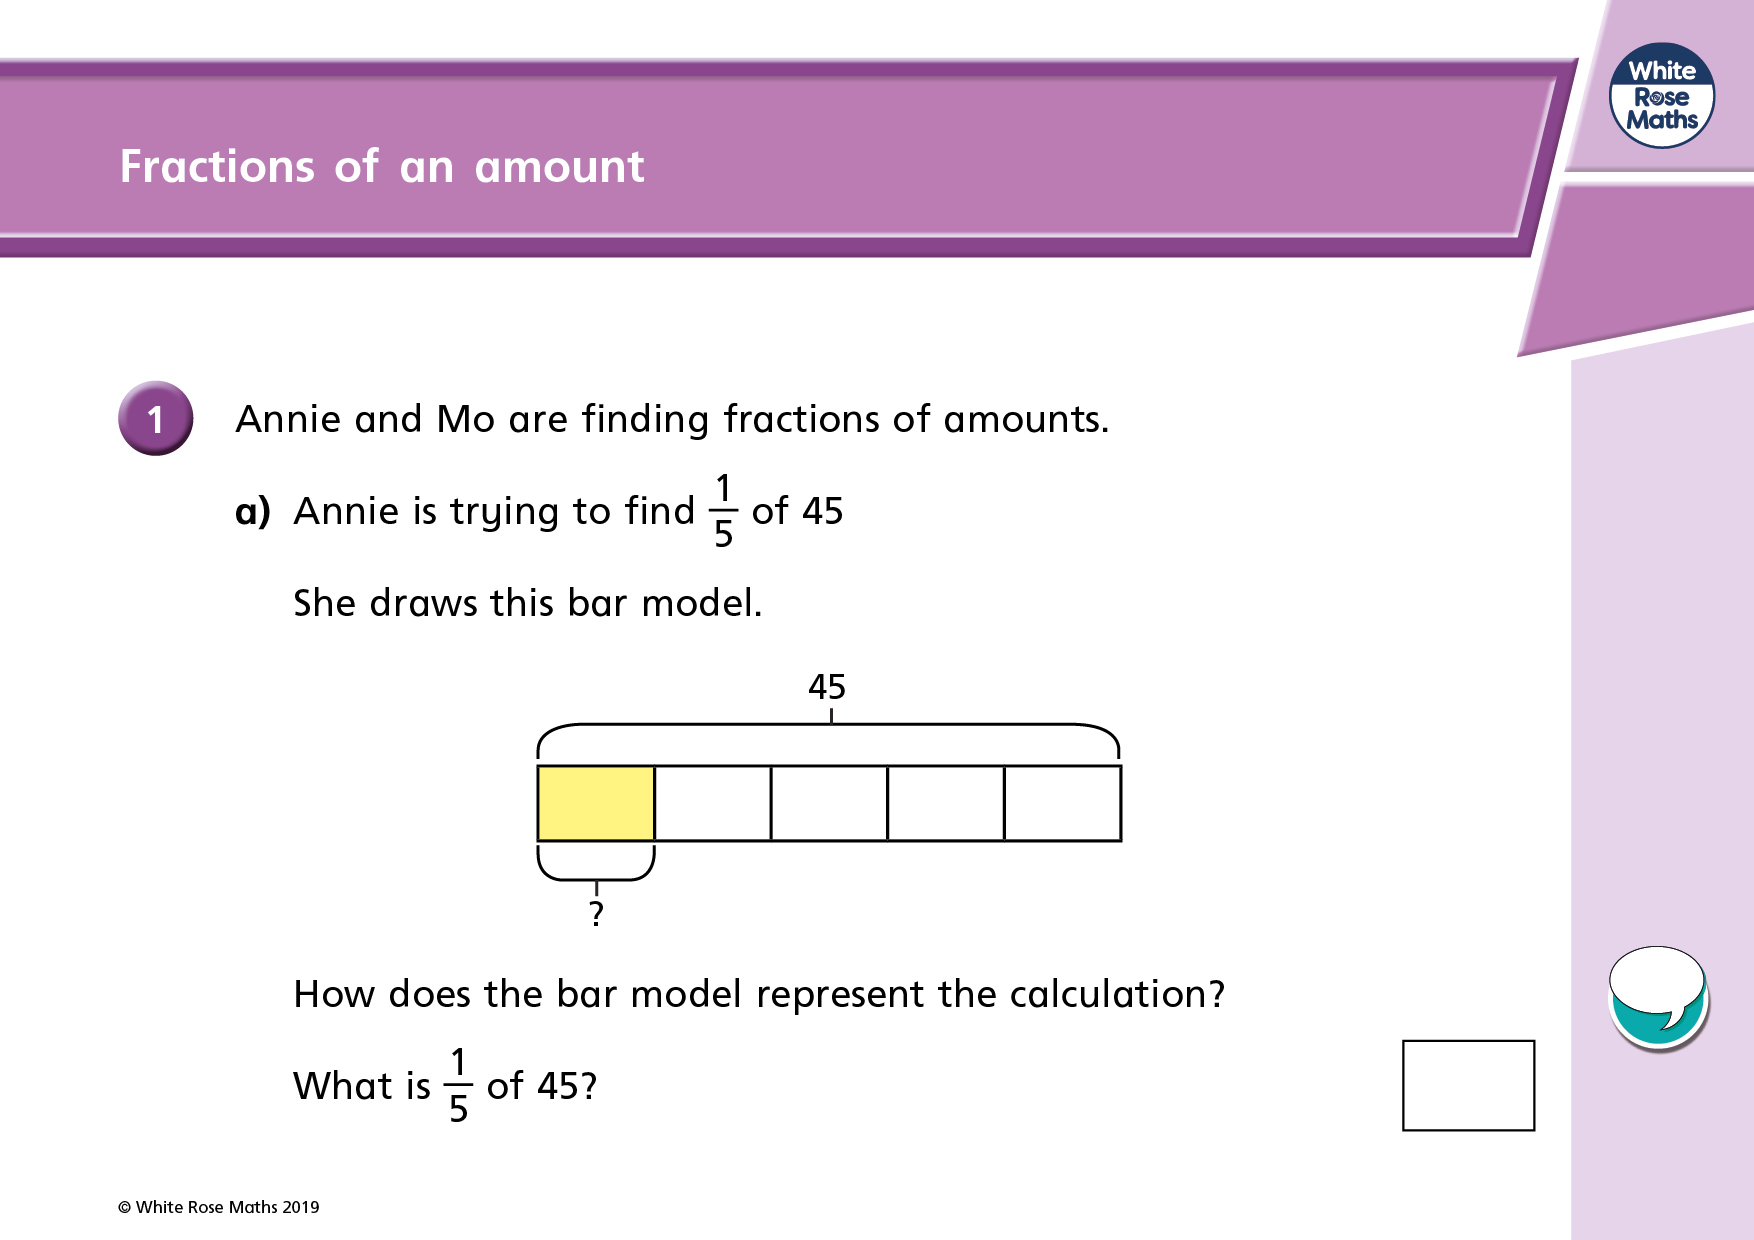 White
Rose
Maths
Fractions of an amount
1 Annie and Mo are finding fractions of amounts.
a) Annie is trying to find 1/5 of 45
She draws this bar model.
45
?
How does the bar model represent the calculation?
What is 1/5 of 45?
© White Rose Maths 2019